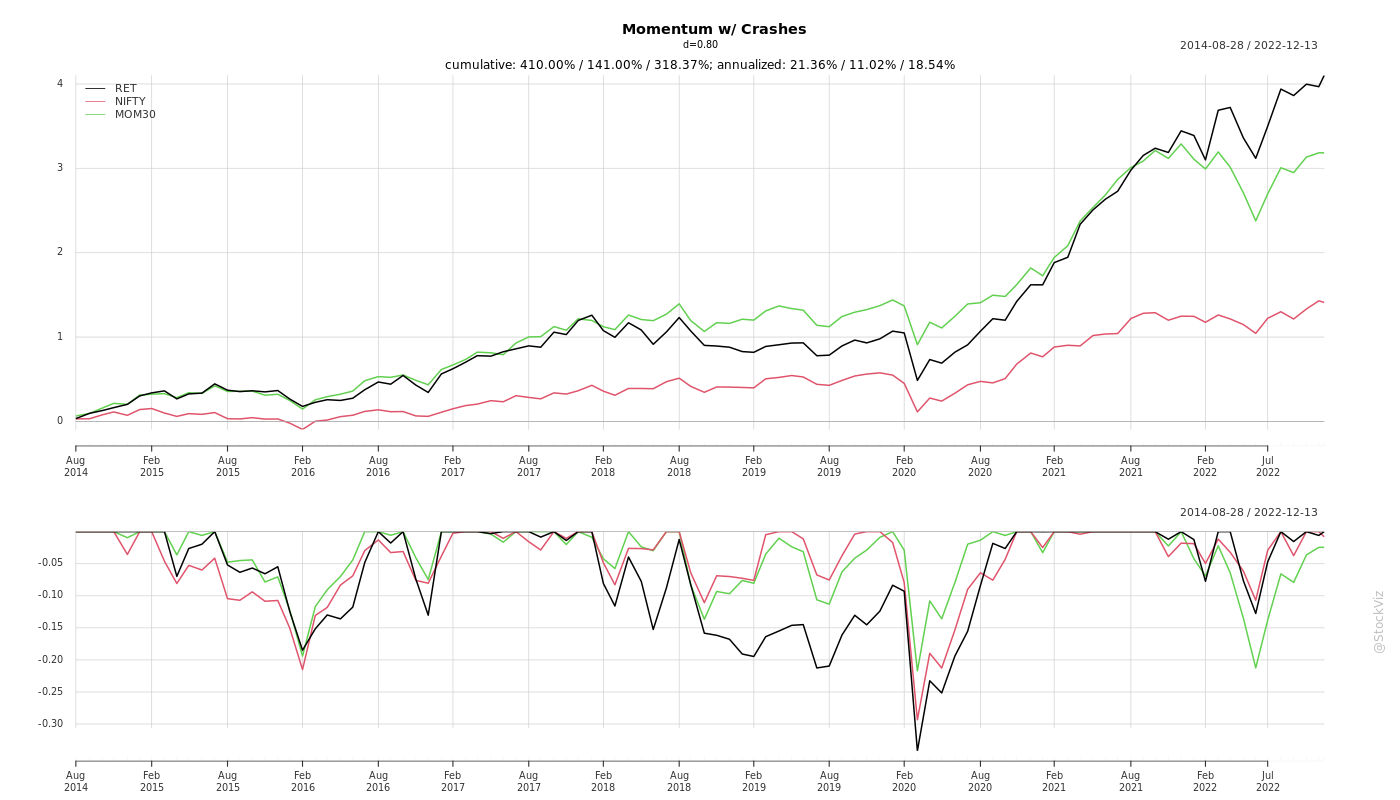 Momentum w/ Crashes
d=0.80
2014-08-28 / 2022-12-13
cumulative: 410.00% / 141.00% / 318.37%; annualized: 21.36% / 11.02% / 18.54%
4
3
2
1
0
RET
NIFTY
MOM30
Aug 2014
Feb 2015
Aug 2015
Feb 2016
Aug 2016
Feb 2017
Aug 2017
Feb 2018
Aug 2018
Feb 2019
Aug 2019
Feb 2020
Aug 2020
Feb 2021
Aug 2021
Feb 2022
Jul 2022
2014-08-28 / 2022-12-13
-0.05
-0.10
-0.15
-0.20
-0.25
-0.30
Aug 2014
Feb 2015
Aug 2015
Feb 2016
Aug 2016
Feb 2017
Aug 2017
Feb 2018
Aug 2018
Feb 2019
Aug 2019
Feb 2020
Aug 2020
Feb 2021
Aug 2021
Feb 2022
Jul 2022
@StockViz